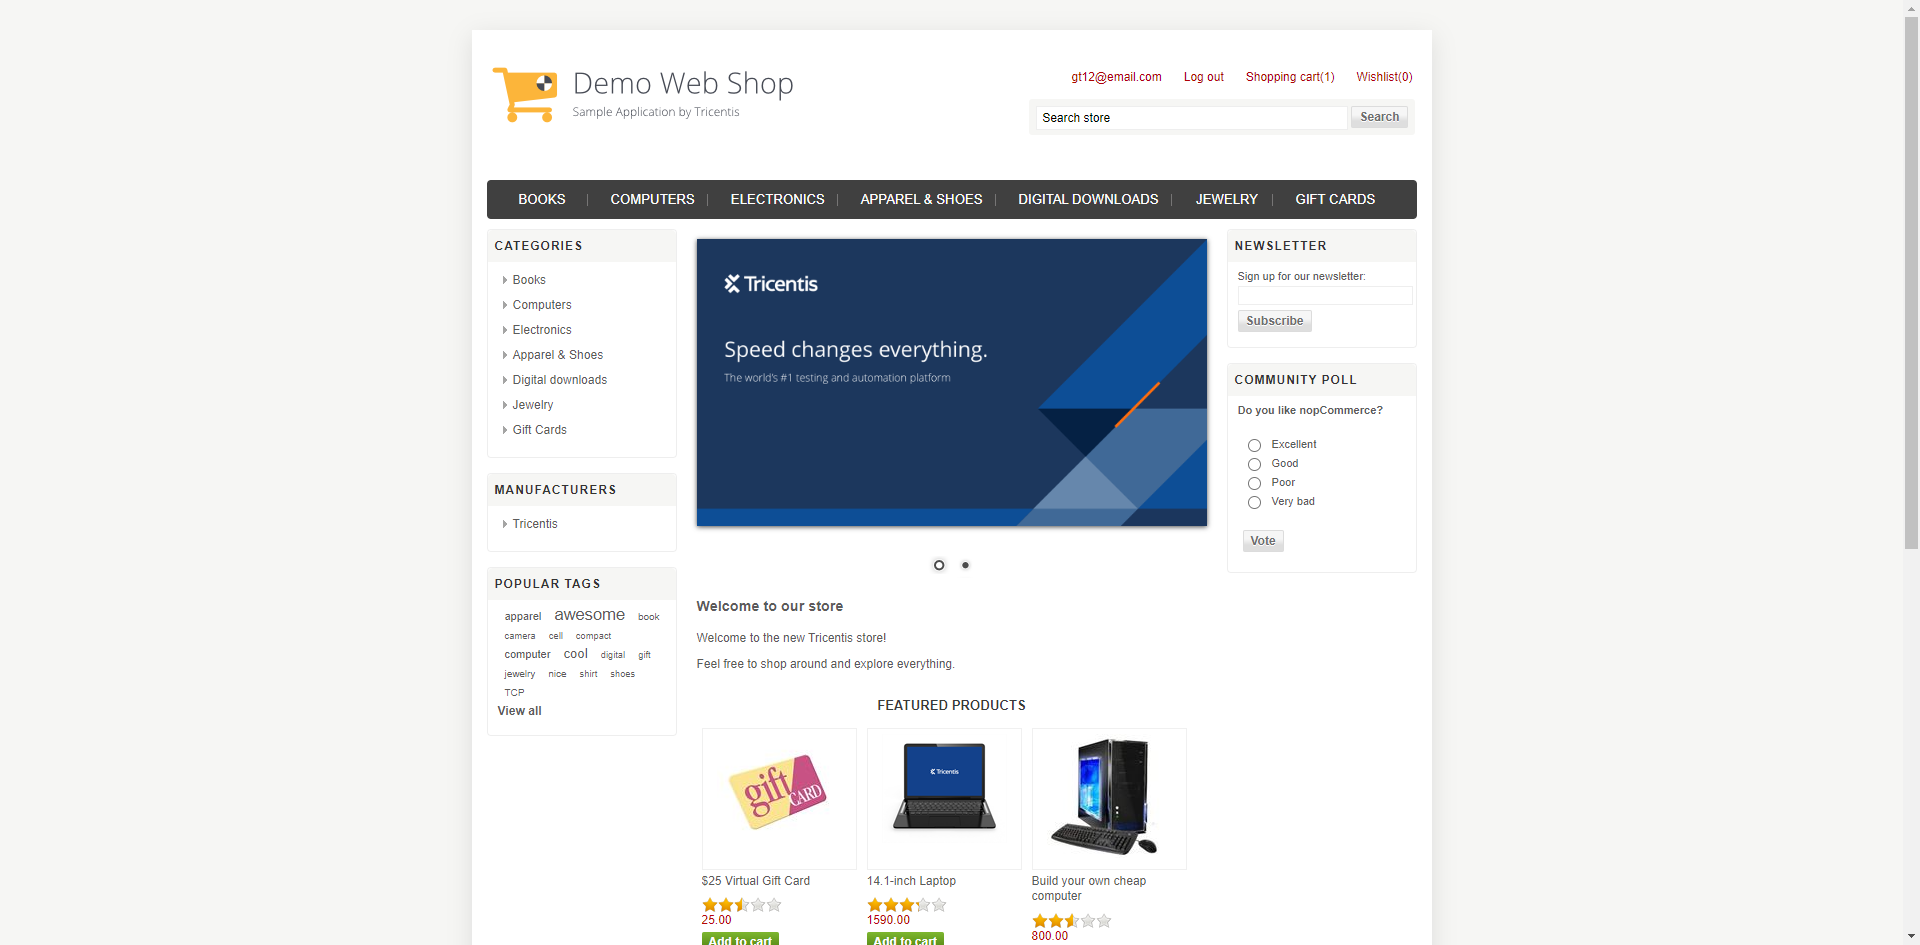 Demo Web Shop
Sample Application by Tricentis
gt12@email.com Log out Shopping cart(1) Wishlist(0)
Search store Search
BOOKS COMPUTERS ELECTRONICS APPAREL & SHOES DIGITAL DOWNLOADS JEWELRY GIFT CARDS
CATEGORIES
Books
Computers
Electronics
Apparel & Shoes
Digital downloads
Jewelry
Gift Cards
MANUFACTURERS
Tricentis
POPULAR TAGS
apparel awesome book
camera cell compact
computer cool digital gift
jewelry nice shirt shoes
TCP
View all
Tricentis
Speed changes everything.
The world's #1 testing and automation platform
Welcome to our store
Welcome to the new Tricentis store!
Feel free to shop around and explore everything.
FEATURED PRODUCTS
gift CARD
Tricentis
$25 Virtual Gift Card
25.00
Add to cart
14.1-inch Laptop
1590.00
Add to cart
Build your own cheap
computer
800.00
NEWSLETTER
Sign up for our newsletter:
Subscribe
COMMUNITY POLL
Do you like nopCommerce?
Excellent
Good
Poor
Very bad
Vote